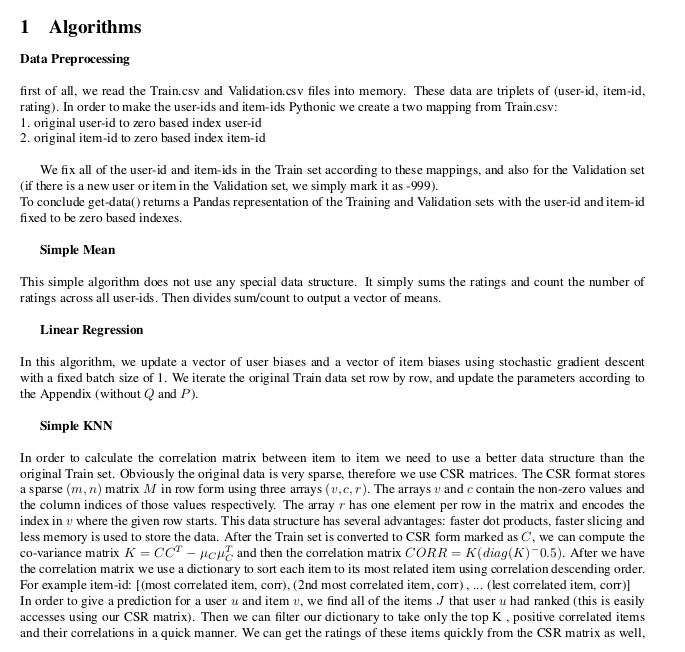 1 Algorithms
Data Preprocessing
first of all, we read the Train.csv and Validation.csv files into memory. These data are triplets of (user-id, item-id,
rating). In order to make the user-ids and item-ids Pythonic we create a two mapping from Train.csv:
1. original user-id to zero based index user-id
2. original item-id to zero based index item-id
We fix all of the user-id and item-ids in the Train set according to these mappings, and also for the Validation set
(if there is a new user or item in the Validation set, we simply mark it as -999).
To conclude get-data() returns a Pandas representation of the Training and Validation sets with the user-id and item-id
fixed to be zero based indexes.
Simple Mean
This simple algorithm does not use any special data structure. It simply sums the ratings and count the number of
ratings across all user-ids. Then divides sum/count to output a vector of means.
Linear Regression
In this algorithm, we update a vector of user biases and a vector of item biases using stochastic gradient descent
with a fixed batch size of 1. We iterate the original Train data set row by row, and update the parameters according to
the Appendix (without Q and P).
Simple KNN
In order to calculate the correlation matrix between item to item we need to use a better data structure than the
original Train set. Obviously the original data is very sparse, therefore we use CSR matrices. The CSR format stores
a sparse (m, n) matrix M in row form using three arrays (v, c, r). The arrays v and c contain the non-zero values and
the column indices of those values respectively. The array r has one element per row in the matrix and encodes the
index in v where the given row starts. This data structure has several advantages: faster dot products, faster slicing and
less memory is used to store the data. After the Train set is converted to CSR form marked as C, we can compute the
co-variance matrix K = CC^T − μ_C μ_C^T and then the correlation matrix CORR = K(diag(K)^−0.5). After we have
the correlation matrix we use a dictionary to sort each item to its most related item using correlation descending order.
For example item-id: [(most correlated item, corr), (2nd most correlated item, corr) , ... (lest correlated item, corr)]
In order to give a prediction for a user u and item v, we find all of the items J that user u had ranked (this is easily
accesses using our CSR matrix). Then we can filter our dictionary to take only the top K , positive correlated items
and their correlations in a quick manner. We can get the ratings of these items quickly from the CSR matrix as well,